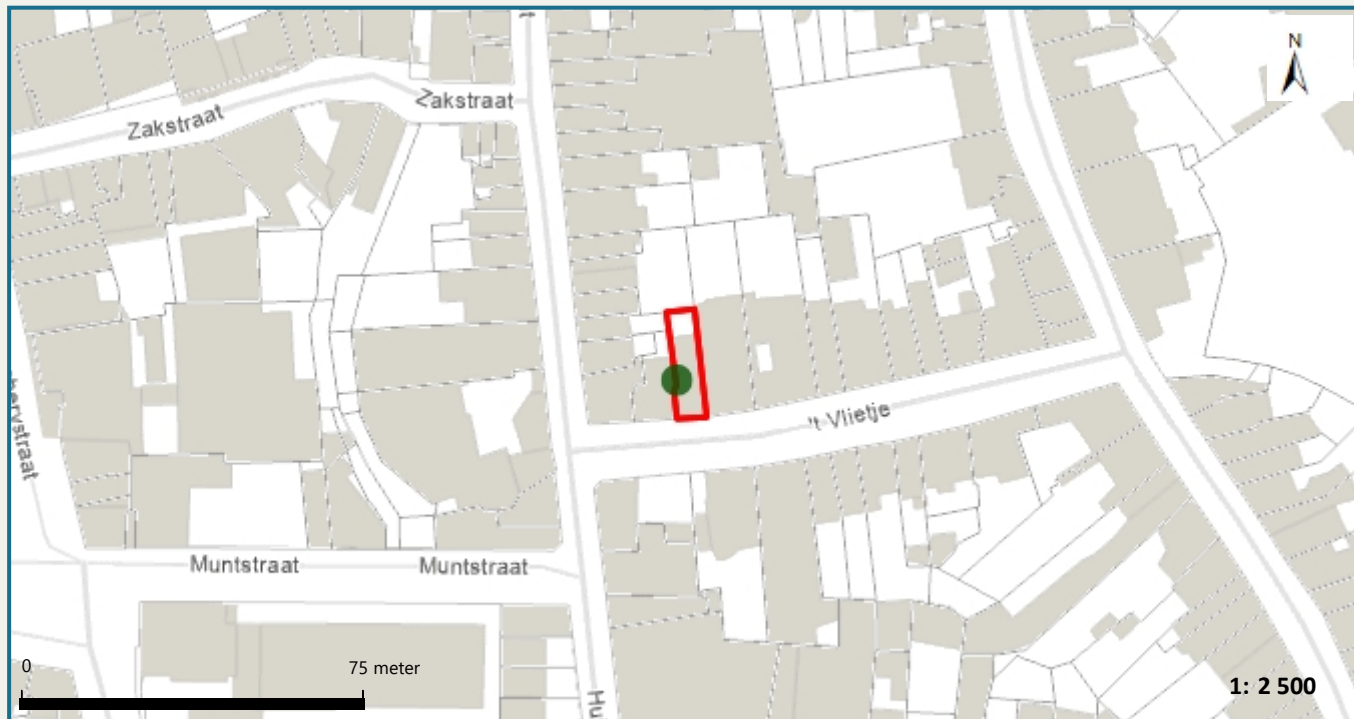 N
Zakstraat
Zakstraat
't Vlietje
Muntstraat
Muntstraat
0
75 meter
1: 2 500